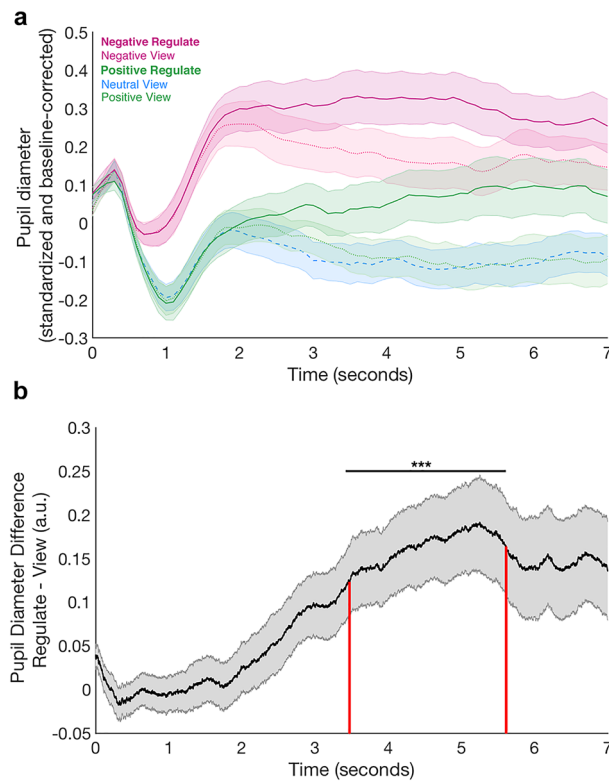 a
Negative Regulate
Negative View
Positive Regulate
Neutral View
Positive View
Pupil diameter
(standardized and baseline-corrected)
0.5
0.4
0.3
0.2
0.1
0
-0.1
-0.2
-0.3
0 1 2 3 4 5 6 7
Time (seconds)
b
***
Pupil Diameter Difference
Regulate - View (a.u.)
0.3
0.25
0.2
0.15
0.1
0.05
0
-0.05
0 1 2 3 4 5 6 7
Time (seconds)